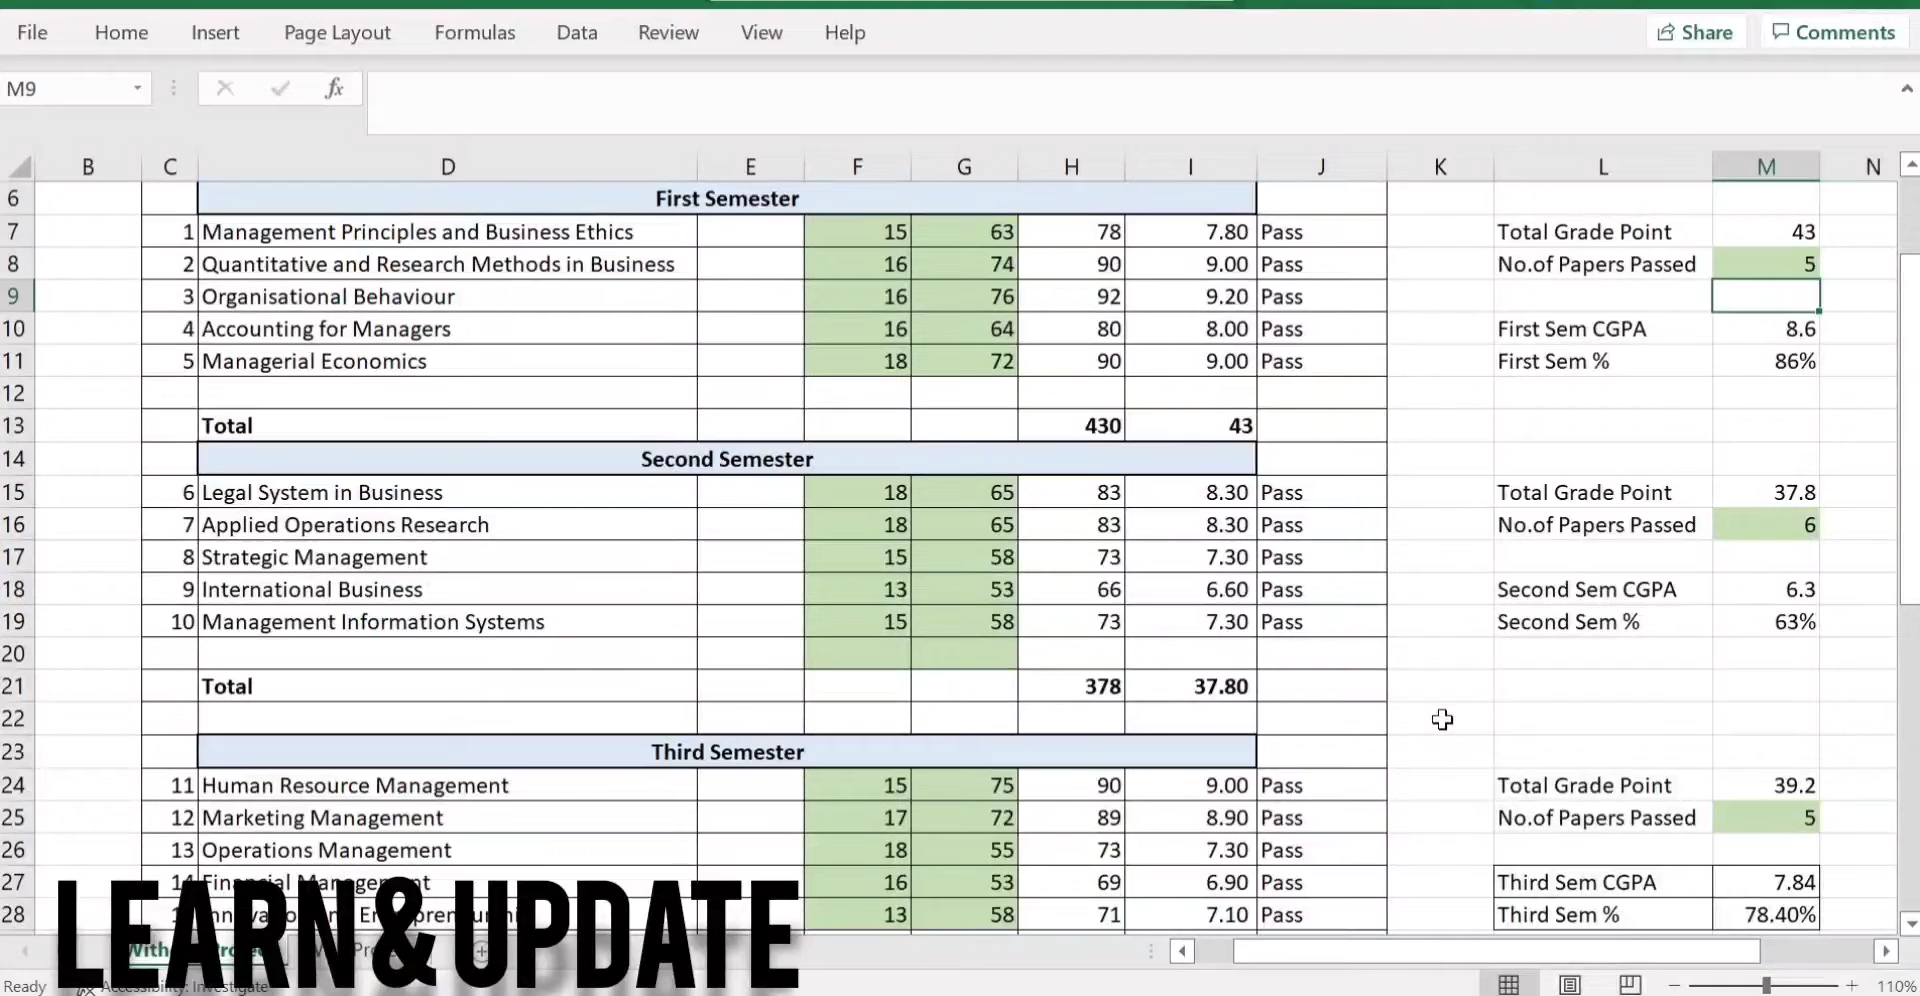 File Home Insert Page Layout Formulas Data Review View Help Share Comments
M9 fx
B C D E F G H I J K L M N
6 First Semester
7 1 Management Principles and Business Ethics 15 63 78 7.80 Pass Total Grade Point 43
8 2 Quantitative and Research Methods in Business 16 74 90 9.00 Pass No.of Papers Passed 5
9 3 Organisational Behaviour 16 76 92 9.20 Pass
10 4 Accounting for Managers 16 64 80 8.00 Pass First Sem CGPA 8.6
11 5 Managerial Economics 18 72 90 9.00 Pass First Sem % 86%
12
13 Total 430 43
14 Second Semester
15 6 Legal System in Business 18 65 83 8.30 Pass Total Grade Point 37.8
16 7 Applied Operations Research 18 65 83 8.30 Pass No.of Papers Passed 6
17 8 Strategic Management 15 58 73 7.30 Pass
18 9 International Business 13 53 66 6.60 Pass Second Sem CGPA 6.3
19 10 Management Information Systems 15 58 73 7.30 Pass Second Sem % 63%
20
21 Total 378 37.80
22
23 Third Semester
24 11 Human Resource Management 15 75 90 9.00 Pass Total Grade Point 39.2
25 12 Marketing Management 17 72 89 8.90 Pass No.of Papers Passed 5
26 13 Operations Management 18 55 73 7.30 Pass
27 14 Financial Management 16 53 69 6.90 Pass Third Sem CGPA 7.84
28 13 58 71 7.10 Pass Third Sem % 78.40%
LEARN & UPDATE
Ready Accessibility: Investigate 110%